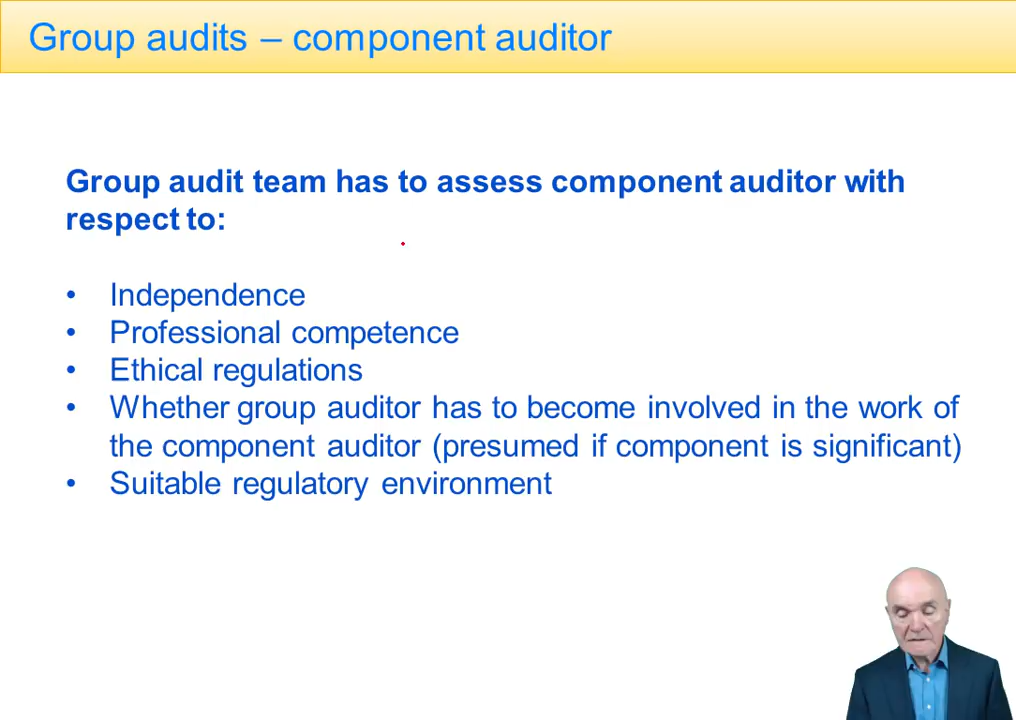 Group audits – component auditor
Group audit team has to assess component auditor with
respect to:
• Independence
• Professional competence
• Ethical regulations
• Whether group auditor has to become involved in the work of
the component auditor (presumed if component is significant)
• Suitable regulatory environment